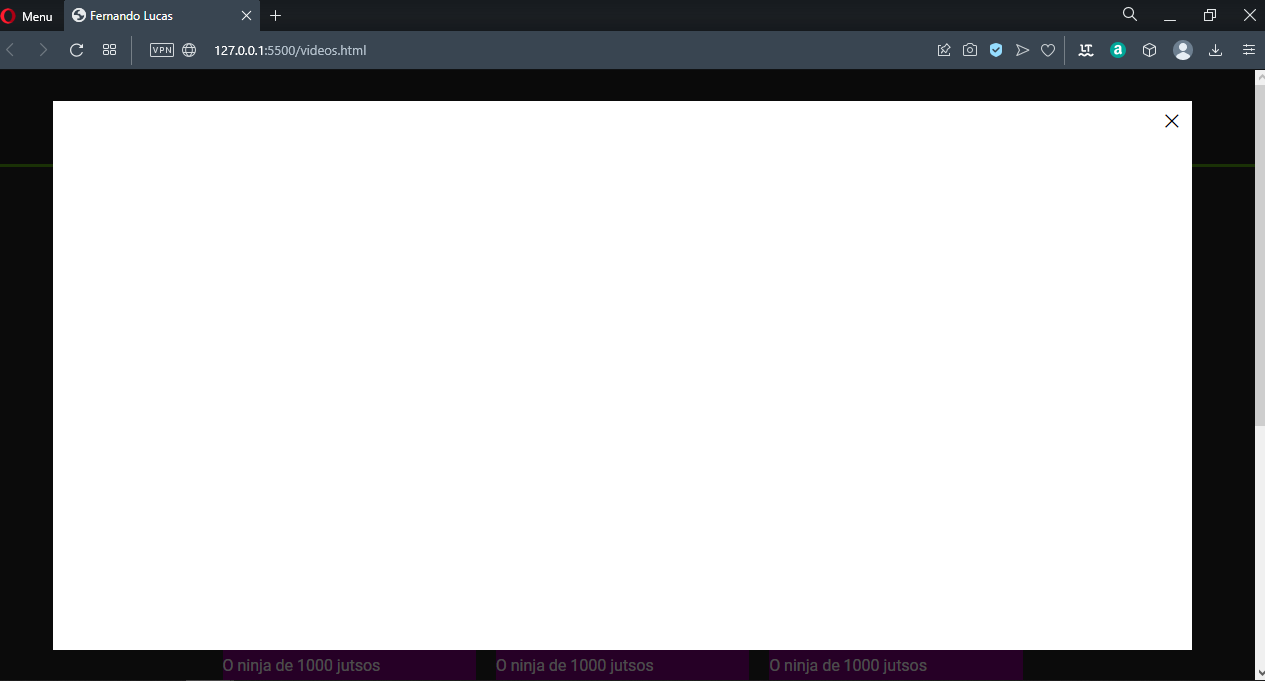 Menu
Fernando Lucas
VPN
127.0.0.1:5500/videos.html
LT
a
O ninja de 1000 jutsos
O ninja de 1000 jutsos
O ninja de 1000 jutsos